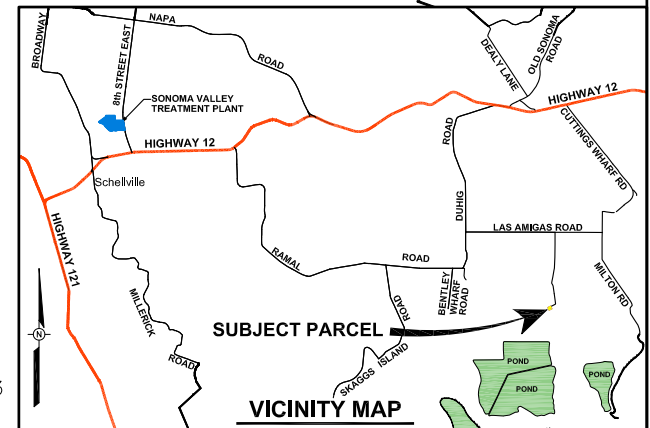 NAPA
ROAD
BROADWAY
8th STREET EAST
DEALY LANE
OLD SONOMA
ROAD
SONOMA VALLEY
TREATMENT PLANT
HIGHWAY 12
HIGHWAY 12
CUTTINGS WHARF RD
ROAD
DUHIG
Schellville
HIGHWAY 121
LAS AMIGAS ROAD
RAMAL
ROAD
BENTLEY
WHARF
ROAD
MILTON RD
MILLERICK
ROAD
N
SUBJECT PARCEL
ROAD
SKAGGS ISLAND
POND
POND
POND
VICINITY MAP